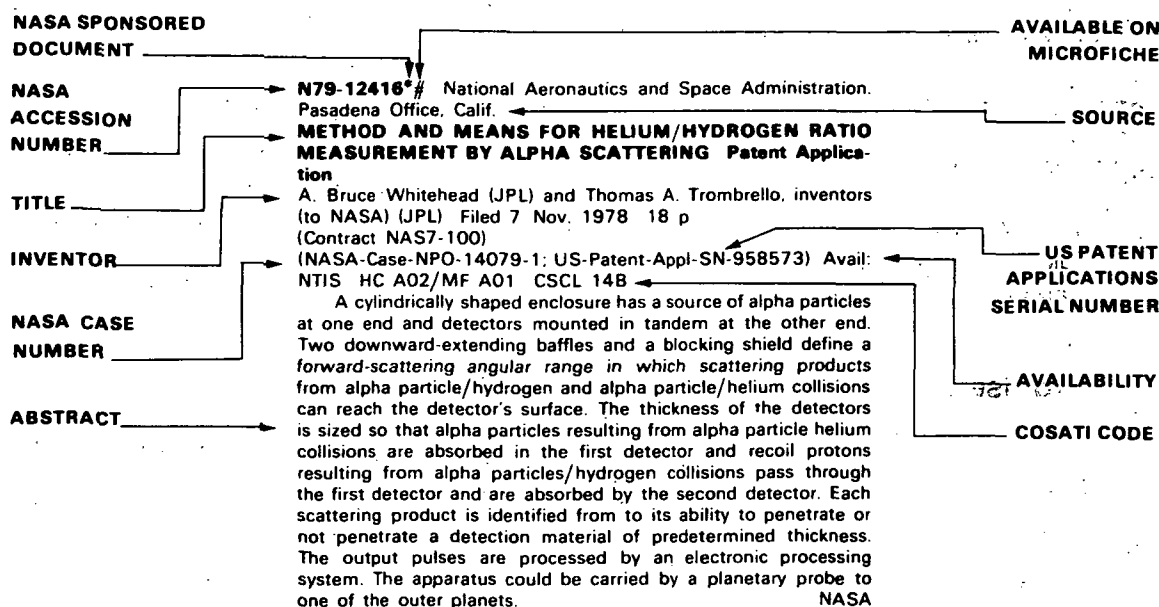 NASA SPONSORED
DOCUMENT
AVAILABLE ON
MICROFICHE
NASA
ACCESSION
NUMBER
N79-12416*# National Aeronautics and Space Administration.
Pasadena Office, Calif.
SOURCE
METHOD AND MEANS FOR HELIUM/HYDROGEN RATIO
MEASUREMENT BY ALPHA SCATTERING Patent Applica-
tion
TITLE
A. Bruce Whitehead (JPL) and Thomas A. Trombrello, inventors
(to NASA) (JPL) Filed 7 Nov. 1978 18 p
(Contract NAS7-100)
INVENTOR
(NASA-Case-NPO-14079-1; US-Patent-Appl-SN-958573) Avail:
NTIS HC A02/MF A01 CSCL 14B
US PATENT
APPLICATIONS
SERIAL NUMBER
NASA CASE
NUMBER
A cylindrically shaped enclosure has a source of alpha particles
at one end and detectors mounted in tandem at the other end.
Two downward-extending baffles and a blocking shield define a
forward-scattering angular range in which scattering products
from alpha particle/hydrogen and alpha particle/helium collisions
can reach the detector's surface. The thickness of the detectors
is sized so that alpha particles resulting from alpha particle helium
collisions are absorbed in the first detector and recoil protons
resulting from alpha particles/hydrogen collisions pass through
the first detector and are absorbed by the second detector. Each
scattering product is identified from to its ability to penetrate or
not penetrate a detection material of predetermined thickness.
The output pulses are processed by an electronic processing
system. The apparatus could be carried by a planetary probe to
one of the outer planets. NASA
ABSTRACT
AVAILABILITY
COSATI CODE